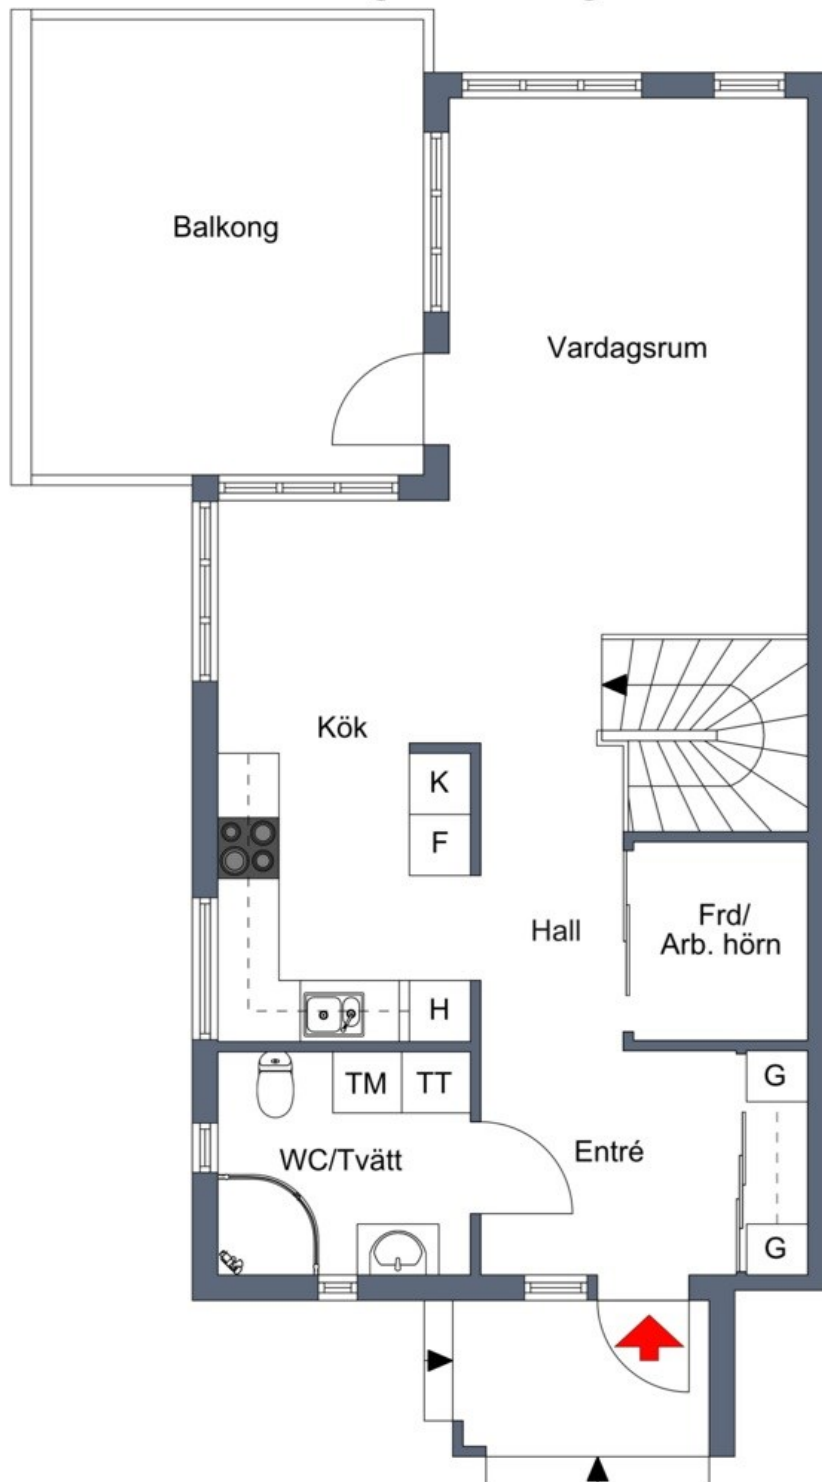 Balkong
Vardagsrum
Kök
K
F
Hall
Frd/
Arb. hörn
H
TM
TT
G
WC/Tvätt
Entré
G